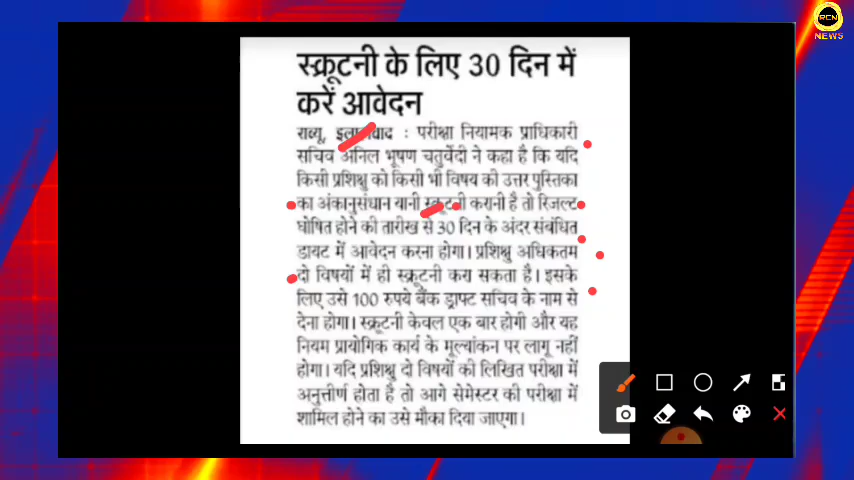 RCN
NEWS
स्क्रूटनी के लिए 30 दिन में
करें आवेदन
राब्यू, इलाहाबाद : परीक्षा नियामक प्राधिकारी
सचिव अनिल भूषण चतुर्वेदी ने कहा है कि यदि
किसी प्रशिक्षु को किसी भी विषय की उत्तर पुस्तिका
का अंकानुसंधान यानी स्क्रूटनी करानी है तो रिजल्ट
घोषित होने की तारीख से 30 दिन के अंदर संबंधित
डायट में आवेदन करना होगा। प्रशिक्षु अधिकतम
दो विषयों में ही स्क्रूटनी करा सकता है। इसके
लिए उसे 100 रुपये बैंक ड्राफ्ट सचिव के नाम से
देना होगा। स्क्रूटनी केवल एक बार होगी और यह
नियम प्रायोगिक कार्य के मूल्यांकन पर लागू नहीं
होगा। यदि प्रशिक्षु दो विषयों की लिखित परीक्षा में
अनुत्तीर्ण होता है तो आगे सेमेस्टर की परीक्षा में
शामिल होने का उसे मौका दिया जाएगा।